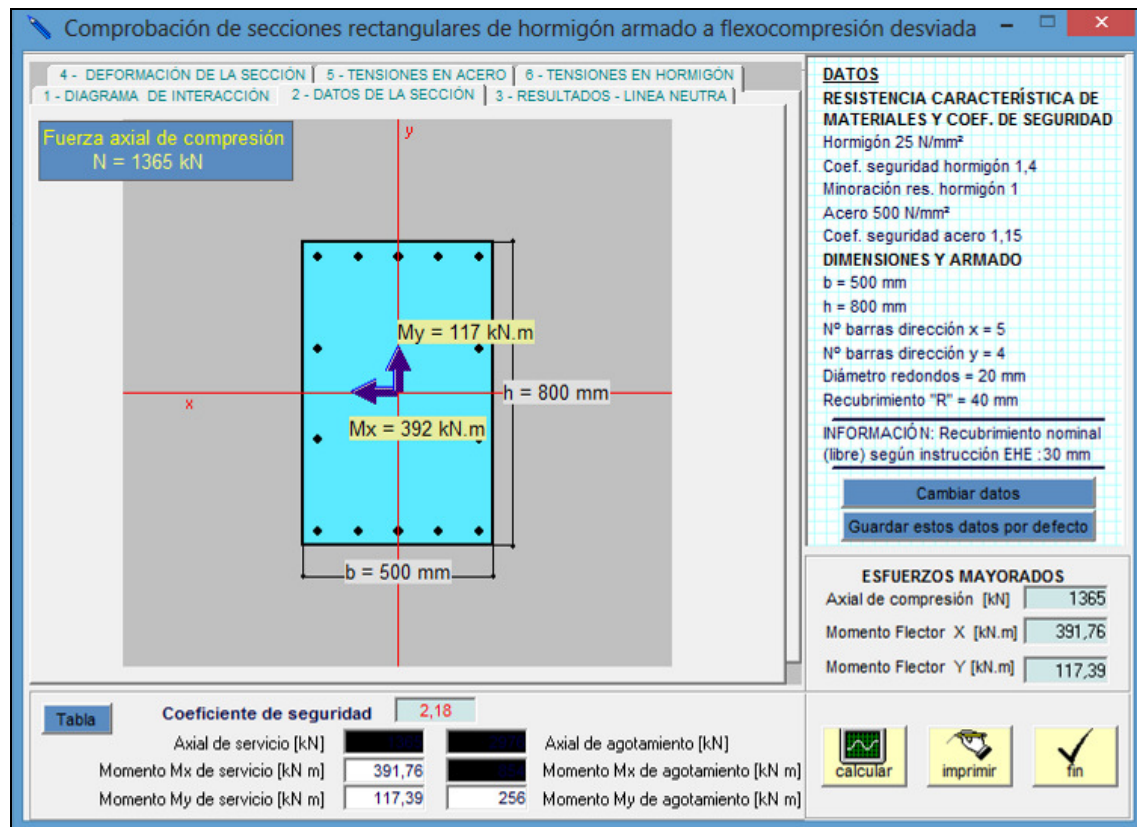 Comprobación de secciones rectangulares de hormigón armado a flexocompresión desviada
4 - DEFORMACIÓN DE LA SECCIÓN
5 - TENSIONES EN ACERO
6 - TENSIONES EN HORMIGÓN
1 - DIAGRAMA DE INTERACCIÓN
2 - DATOS DE LA SECCIÓN
3 - RESULTADOS - LINEA NEUTRA
Fuerza axial de compresión
N = 1365 kN
y
My = 117 kN.m
h = 800 mm
x
Mx = 392 kN.m
b = 500 mm
DATOS
RESISTENCIA CARACTERÍSTICA DE
MATERIALES Y COEF. DE SEGURIDAD
Hormigón 25 N/mm²
Coef. seguridad hormigón 1,4
Minoración res. hormigón 1
Acero 500 N/mm²
Coef. seguridad acero 1,15
DIMENSIONES Y ARMADO
b = 500 mm
h = 800 mm
Nº barras dirección x = 5
Nº barras dirección y = 4
Diámetro redondos = 20 mm
Recubrimiento "R" = 40 mm
INFORMACIÓN: Recubrimiento nominal
(libre) según instrucción EHE :30 mm
Cambiar datos
Guardar estos datos por defecto
ESFUERZOS MAYORADOS
Axial de compresión [kN] 1365
Momento Flector X [kN.m] 391,76
Momento Flector Y [kN.m] 117,39
Tabla
Coeficiente de seguridad 2,18
Axial de servicio [kN] Axial de agotamiento [kN]
Momento Mx de servicio [kN m] 391,76 Momento Mx de agotamiento [kN m]
Momento My de servicio [kN m] 117,39 256 Momento My de agotamiento [kN m]
calcular
imprimir
fin